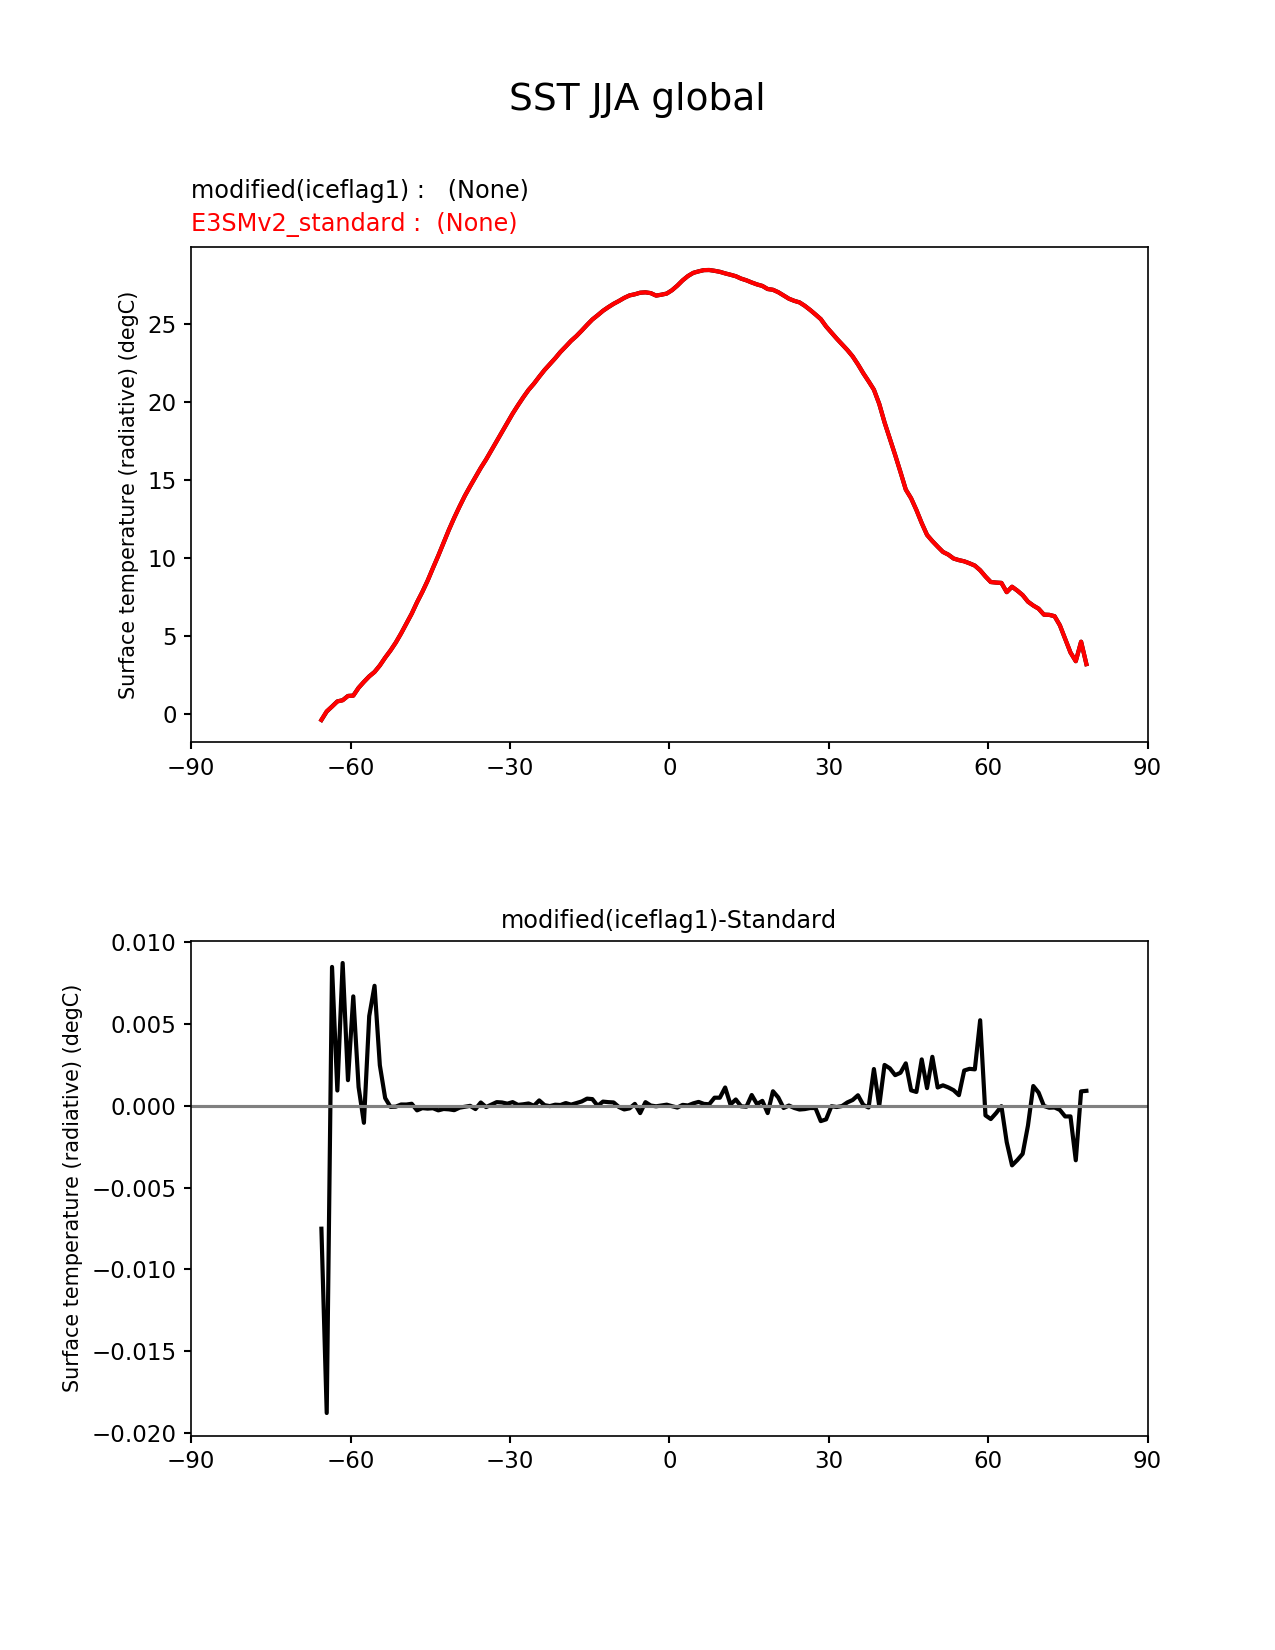 SST JJA global
modified(iceflag1) :   (None)
E3SMv2_standard :  (None)
Surface temperature (radiative) (degC)
25
20
15
10
5
0
−90 −60 −30 0 30 60 90
modified(iceflag1)-Standard
Surface temperature (radiative) (degC)
0.010
0.005
0.000
−0.005
−0.010
−0.015
−0.020
−90 −60 −30 0 30 60 90